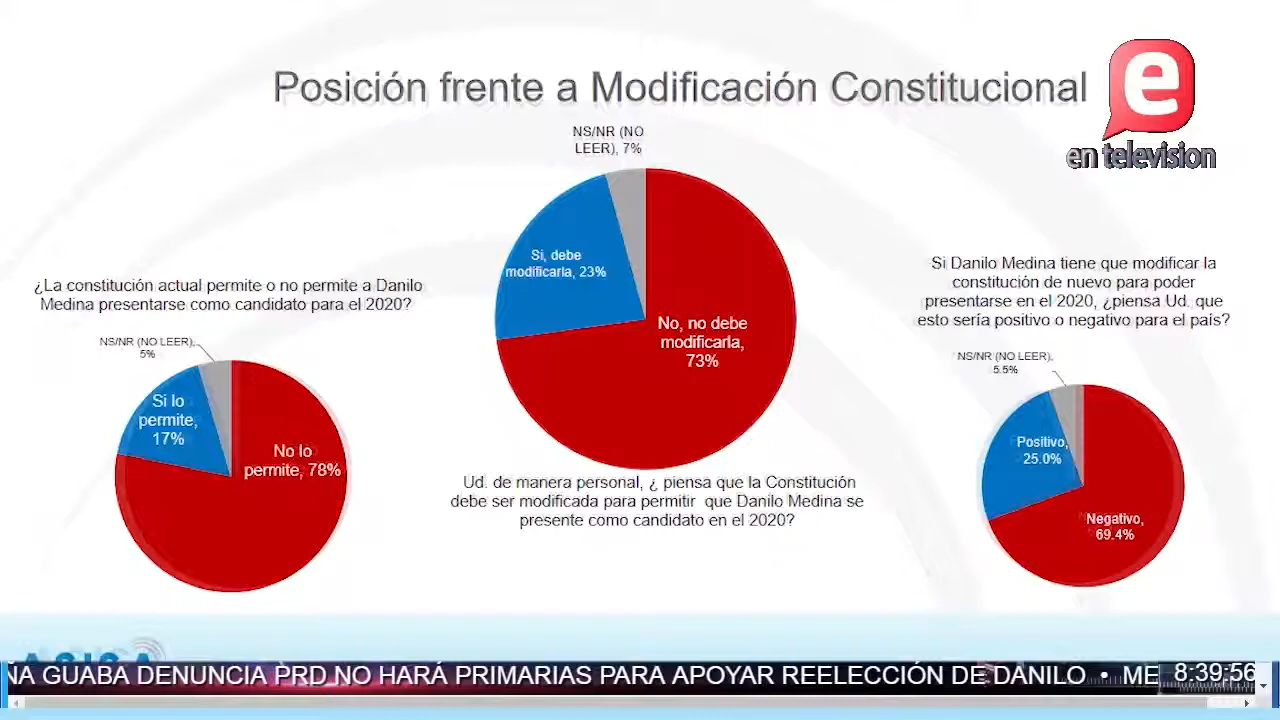 Posición frente a Modificación Constitucional
e
en television
NS/NR (NO
LEER), 7%
Si, debe
modificarla, 23%
No, no debe
modificarla,
73%
Ud. de manera personal, ¿ piensa que la Constitución
debe ser modificada para permitir que Danilo Medina se
presente como candidato en el 2020?
¿La constitución actual permite o no permite a Danilo
Medina presentarse como candidato para el 2020?
NS/NR (NO LEER),
5%
Si lo
permite,
17%
No lo
permite, 78%
Si Danilo Medina tiene que modificar la
constitución de nuevo para poder
presentarse en el 2020, ¿piensa Ud. que
esto sería positivo o negativo para el país?
NS/NR (NO LEER),
5.5%
Positivo,
25.0%
Negativo,
69.4%
ÑA GUABA DENUNCIA PRD NO HARÁ PRIMARIAS PARA APOYAR REELECCIÓN DE DANILO • ME
8:39:56